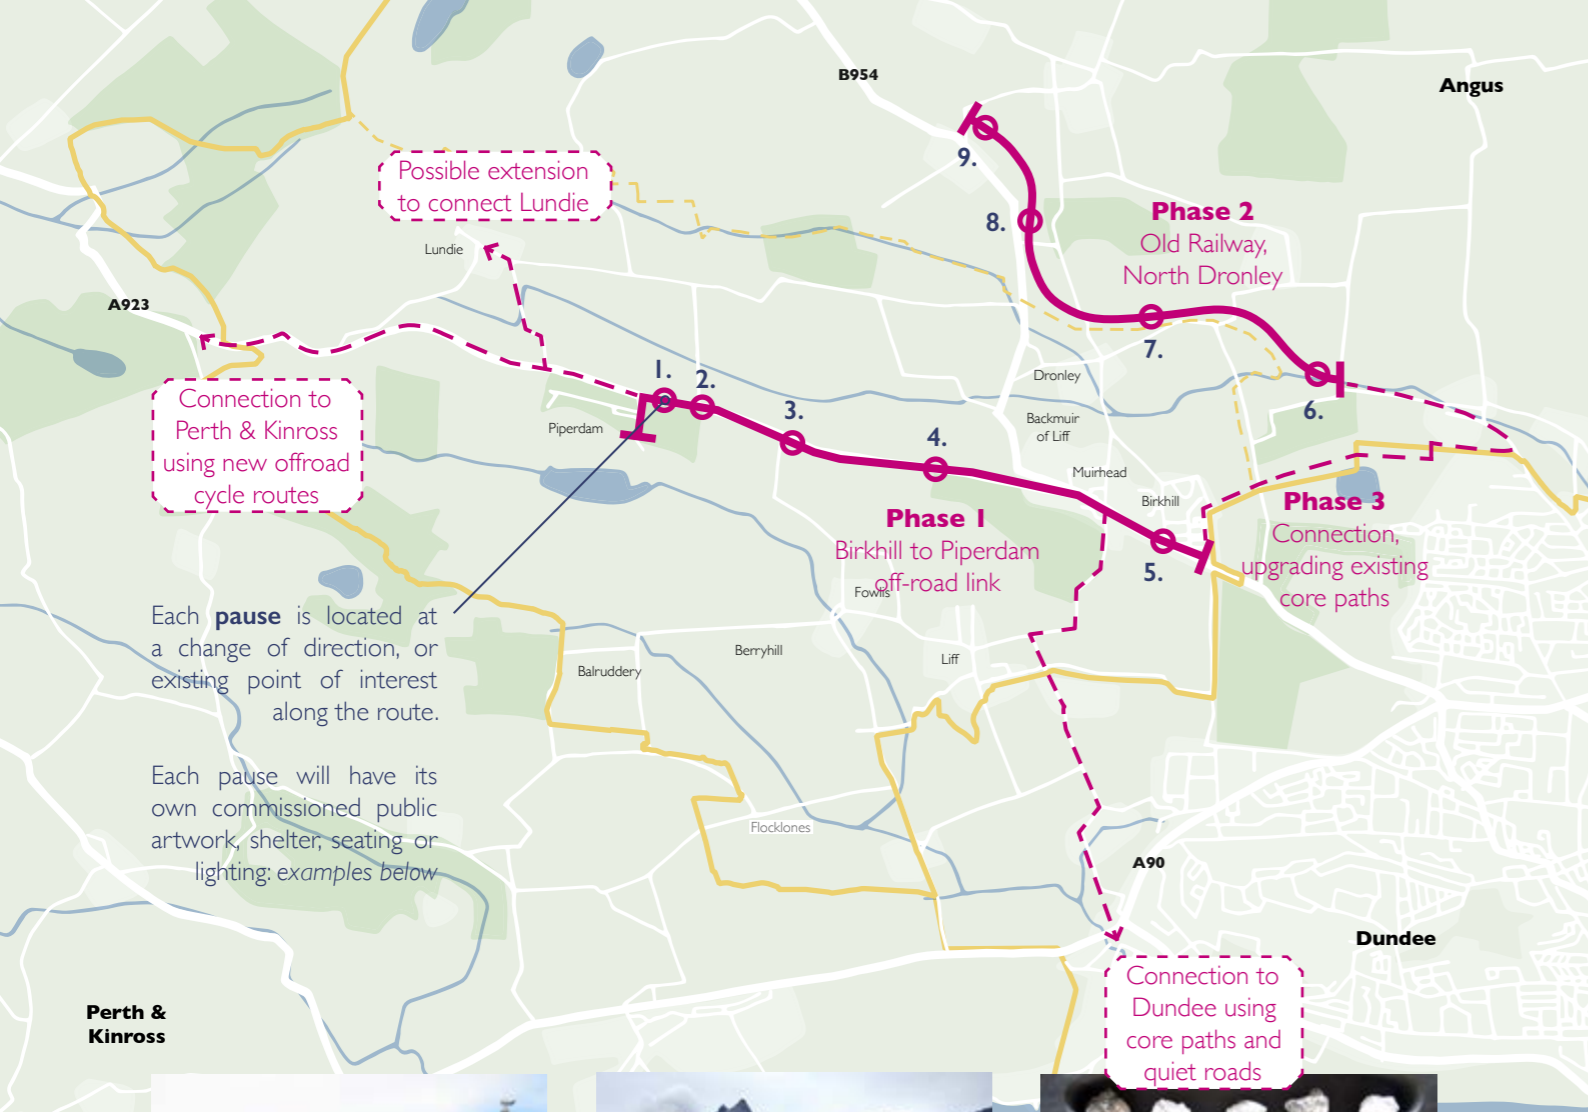 B954
Angus
Possible extension
to connect Lundie
9.
8.
Phase 2
Old Railway,
North Dronley
Lundie
A923
7.
1.
2.
Dronley
Connection to
Perth & Kinross
using new offroad
cycle routes
3.
6.
Piperdam
Backmuir
of Liff
4.
Muirhead
Birkhill
Phase 1
Birkhill to Piperdam
off-road link
Phase 3
Connection,
upgrading existing
core paths
5.
Fowlis
Each pause is located at
a change of direction, or
existing point of interest
along the route.
Berryhill
Liff
Balruddery
Each pause will have its
own commissioned public
artwork, shelter, seating or
lighting: examples below
Flocklones
A90
Dundee
Connection to
Dundee using
core paths and
quiet roads
Perth &
Kinross